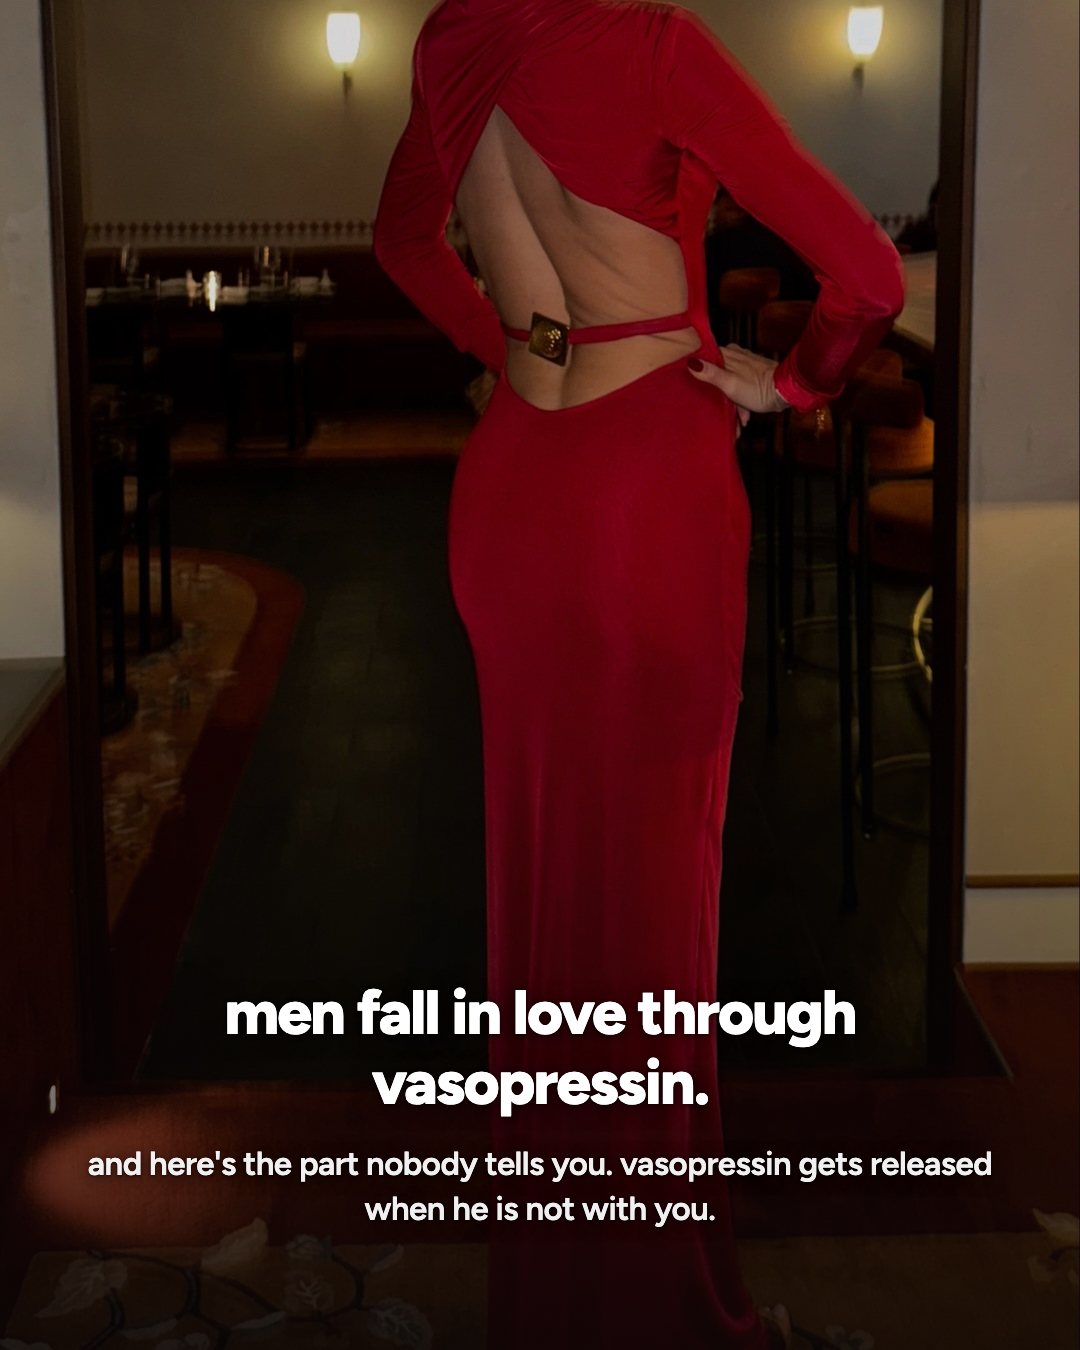 men fall in love through
vasopressin.
and here's the part nobody tells you. vasopressin gets released
when he is not with you.